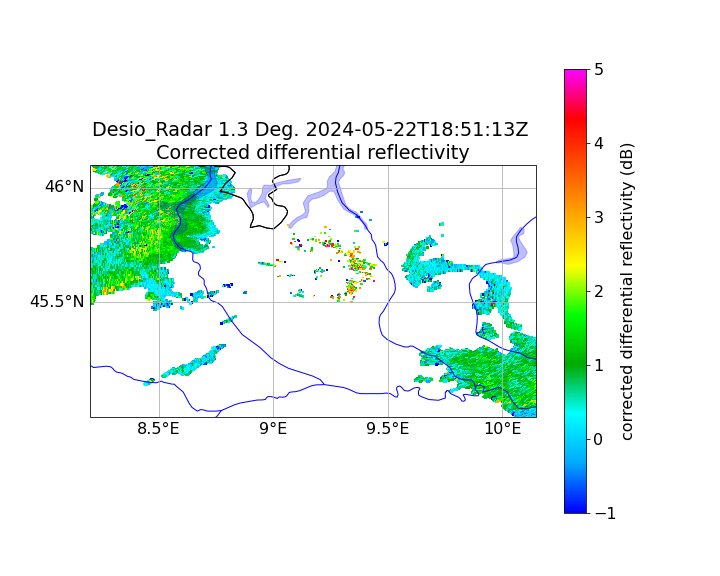 Desio_Radar 1.3 Deg. 2024-05-22T18:51:13Z
Corrected differential reflectivity
46°N
45.5°N
8.5°E
9°E
9.5°E
10°E
5
4
3
2
1
0
−1
corrected differential reflectivity (dB)